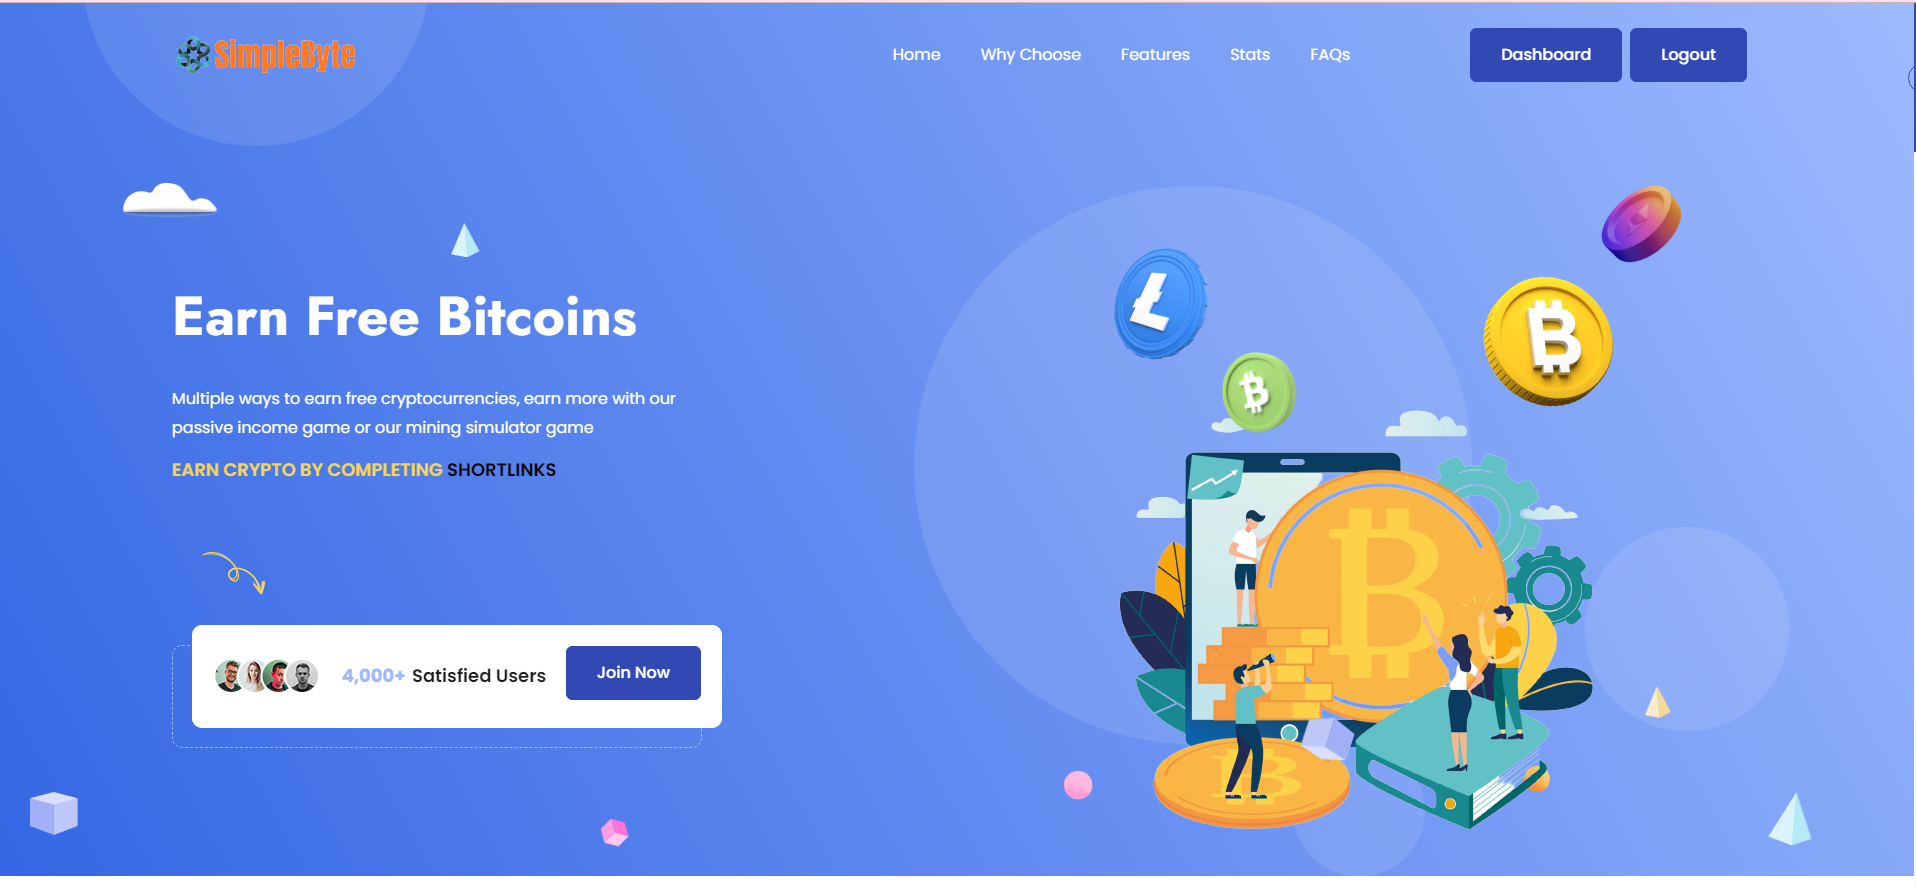 SimpleByte
Home
Why Choose
Features
Stats
FAQs
Dashboard
Logout
Earn Free Bitcoins
Multiple ways to earn free cryptocurrencies, earn more with our
passive income game or our mining simulator game
EARN CRYPTO BY COMPLETING SHORTLINKS
4,000+ Satisfied Users
Join Now